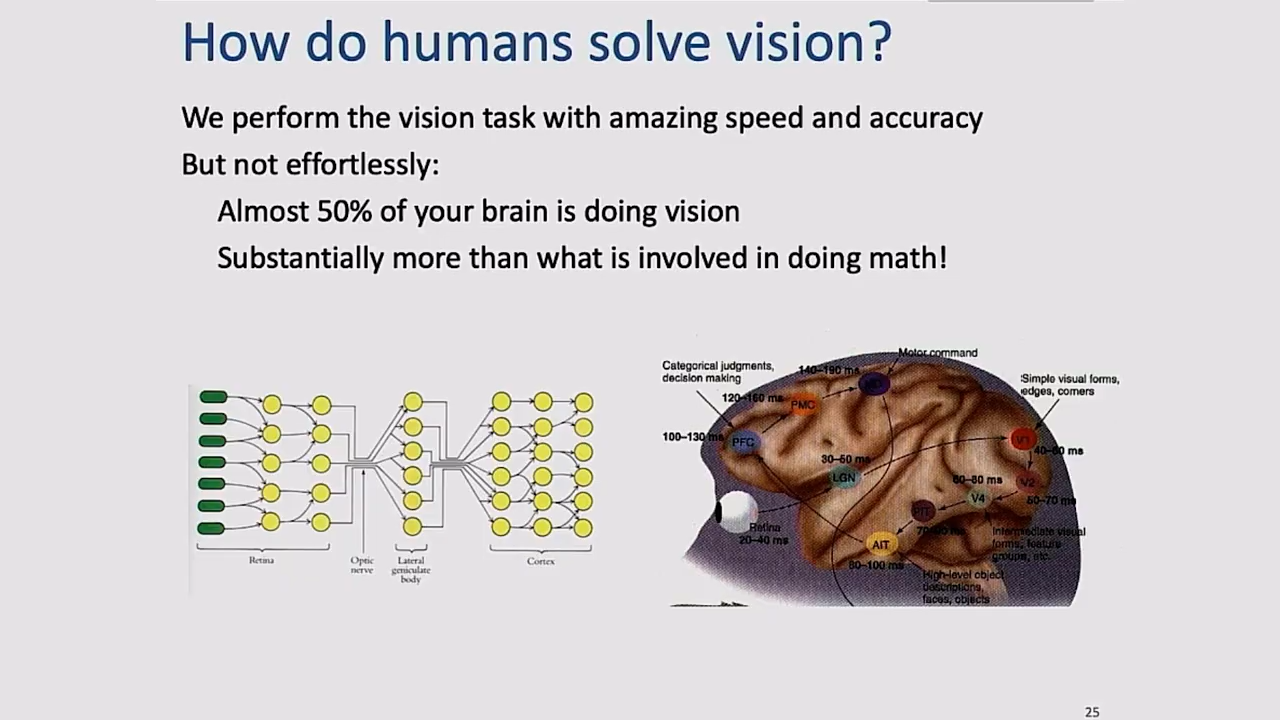 How do humans solve vision?
We perform the vision task with amazing speed and accuracy
But not effortlessly:
Almost 50% of your brain is doing vision
Substantially more than what is involved in doing math!
Retina
Optic
nerve
Lateral
geniculate
body
Cortex
Motor command
Categorical judgments,
decision making
140–190 ms
Simple visual forms,
edges, corners
120–160 ms
PMC
100–130 ms
PFC
V1
40–60 ms
30–50 ms
LGN
V2
V4
50–70 ms
PIT
Retina
20–40 ms
Intermediate visual
forms, feature
groups, etc.
AIT
80–100 ms
High-level object
descriptions,
faces, objects
25